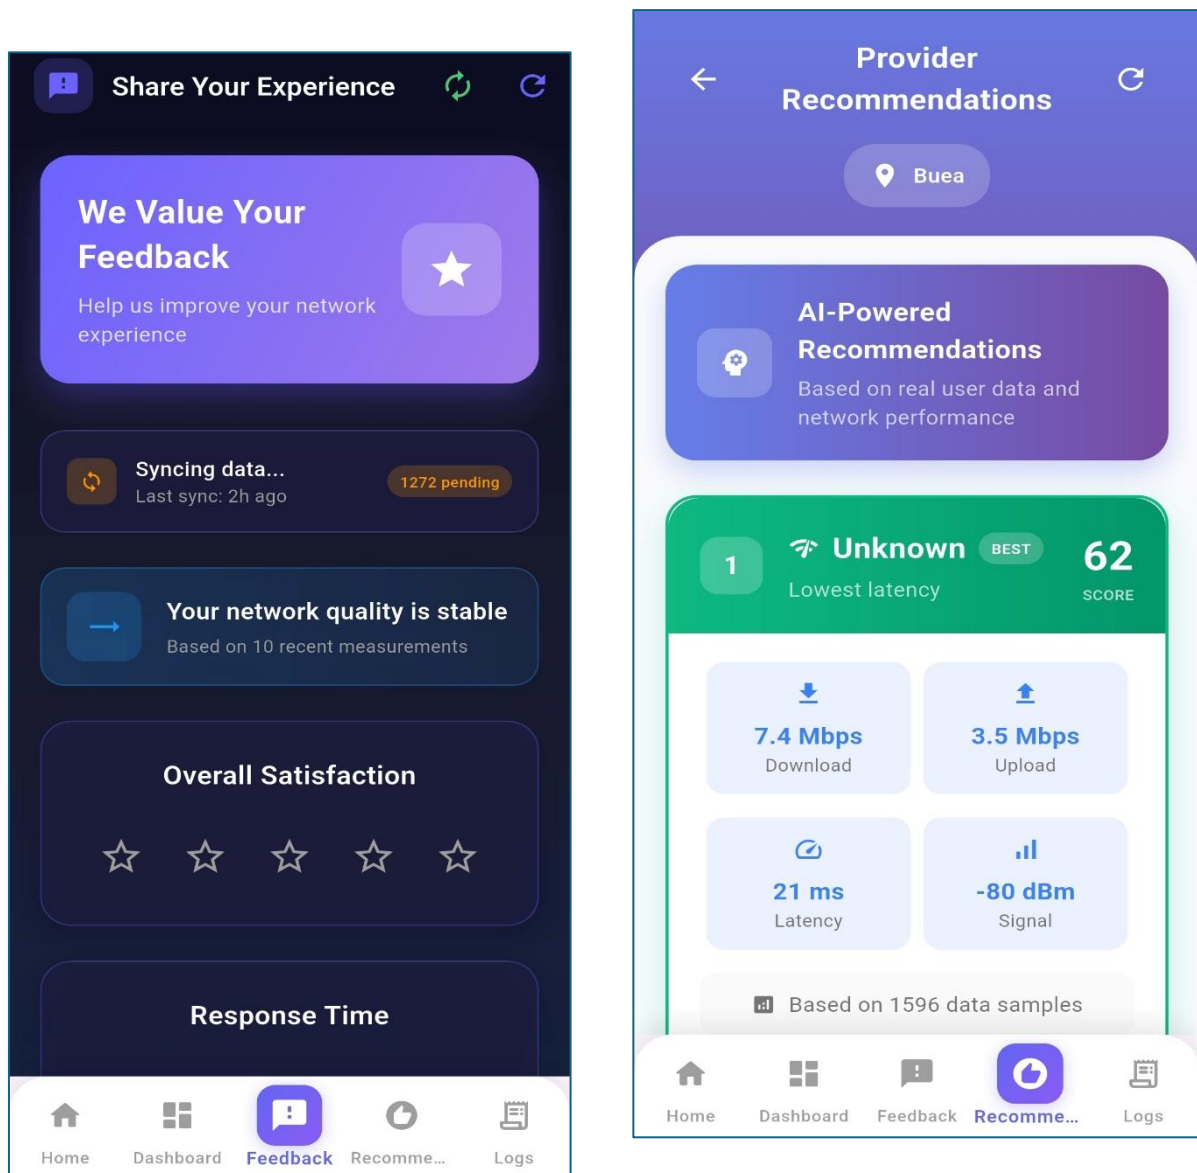 Share Your Experience
We Value Your
Feedback
Help us improve your network
experience
Syncing data...
Last sync: 2h ago
1272 pending
Your network quality is stable
Based on 10 recent measurements
Overall Satisfaction
Response Time
Home
Dashboard
Feedback
Recomme...
Logs
Provider
Recommendations
Buea
AI-Powered
Recommendations
Based on real user data and
network performance
1
Unknown
BEST
Lowest latency
62
SCORE
7.4 Mbps
Download
3.5 Mbps
Upload
21 ms
Latency
-80 dBm
Signal
Based on 1596 data samples
Home
Dashboard
Feedback
Recomme...
Logs